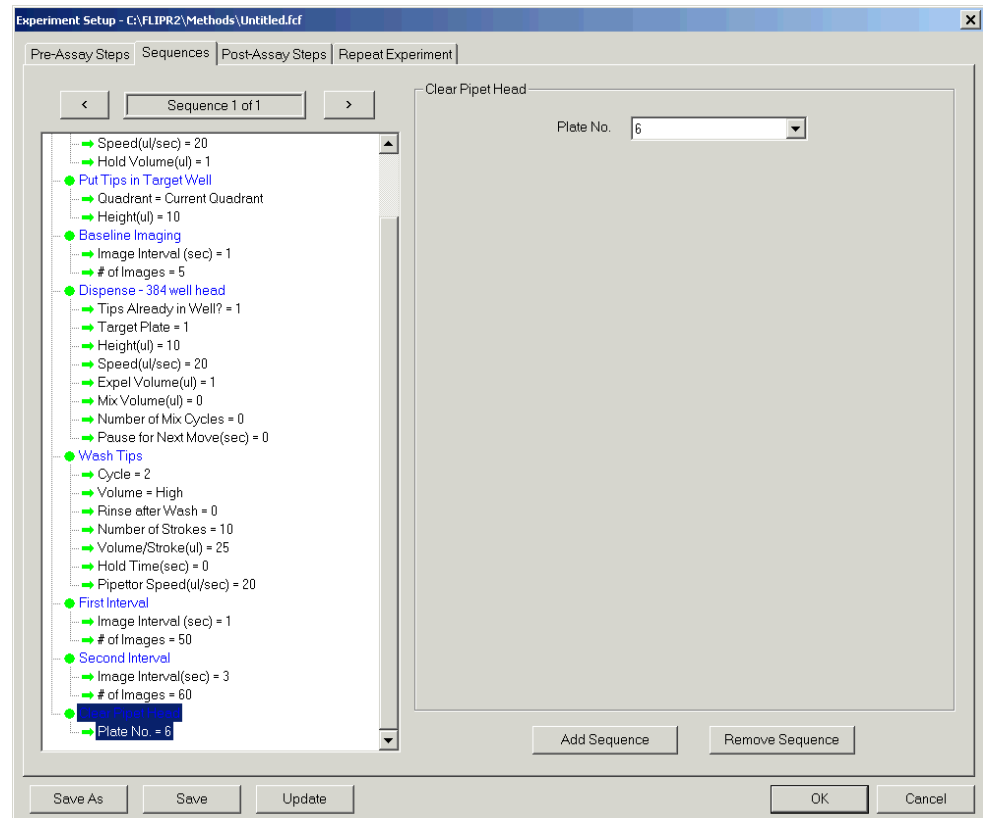 Experiment Setup - C:\FLIPR2\Methods\Untitled.fcf
Pre-Assay Steps Sequences Post-Assay Steps Repeat Experiment
< Sequence 1 of 1 >
Speed(ul/sec) = 20
Hold Volume(ul) = 1
Put Tips in Target Well
Quadrant = Current Quadrant
Height(ul) = 10
Baseline Imaging
Image Interval (sec) = 1
# of Images = 5
Dispense - 384 well head
Tips Already in Well? = 1
Target Plate = 1
Height(ul) = 10
Speed(ul/sec) = 20
Expel Volume(ul) = 1
Mix Volume(ul) = 0
Number of Mix Cycles = 0
Pause for Next Move(sec) = 0
Wash Tips
Cycle = 2
Volume = High
Rinse after Wash = 0
Number of Strokes = 10
Volume/Stroke(ul) = 25
Hold Time(sec) = 0
Pipettor Speed(ul/sec) = 20
First Interval
Image Interval (sec) = 1
# of Images = 50
Second Interval
Image Interval(sec) = 3
# of Images = 60
Clear Pipet Head
Plate No. = 6
Clear Pipet Head
Plate No. 6
Add Sequence Remove Sequence
Save As Save Update OK Cancel